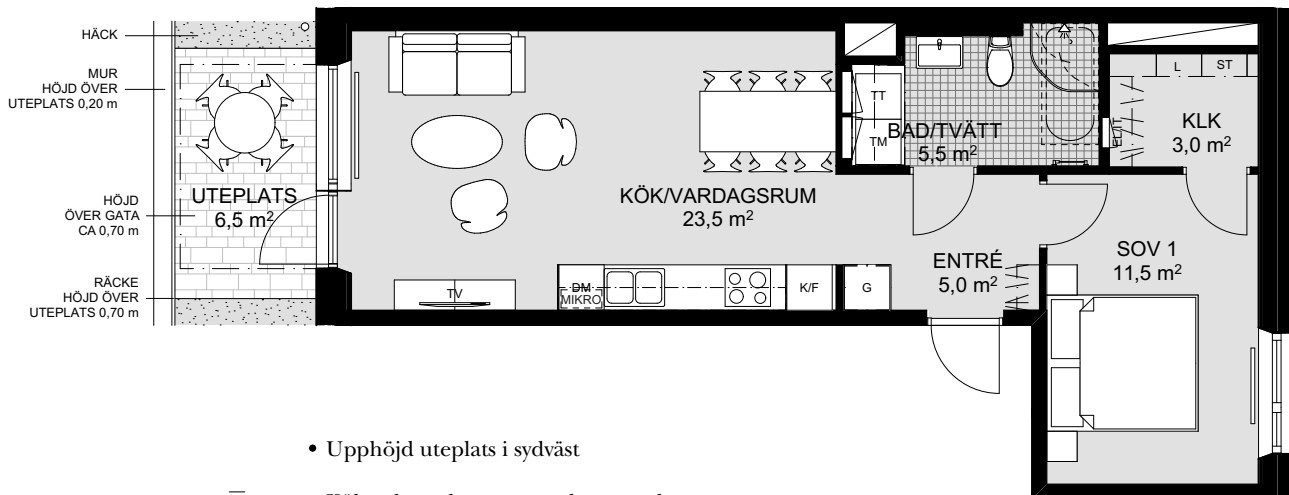 HÄCK
MUR
HÖJD ÖVER
UTEPLATS 0,20 m
HÖJD
ÖVER GATA
CA 0,70 m
RÄCKE
HÖJD ÖVER
UTEPLATS 0,70 m
UTEPLATS
6,5 m²
KÖK/VARDAGSRUM
23,5 m²
TV
DM
MIKRO
K/F
G
TT
TM
BAD/TVÄTT
5,5 m²
ENTRÉ
5,0 m²
EL/IT
L
ST
KLK
3,0 m²
SOV 1
11,5 m²
• Upphöjd uteplats i sydväst